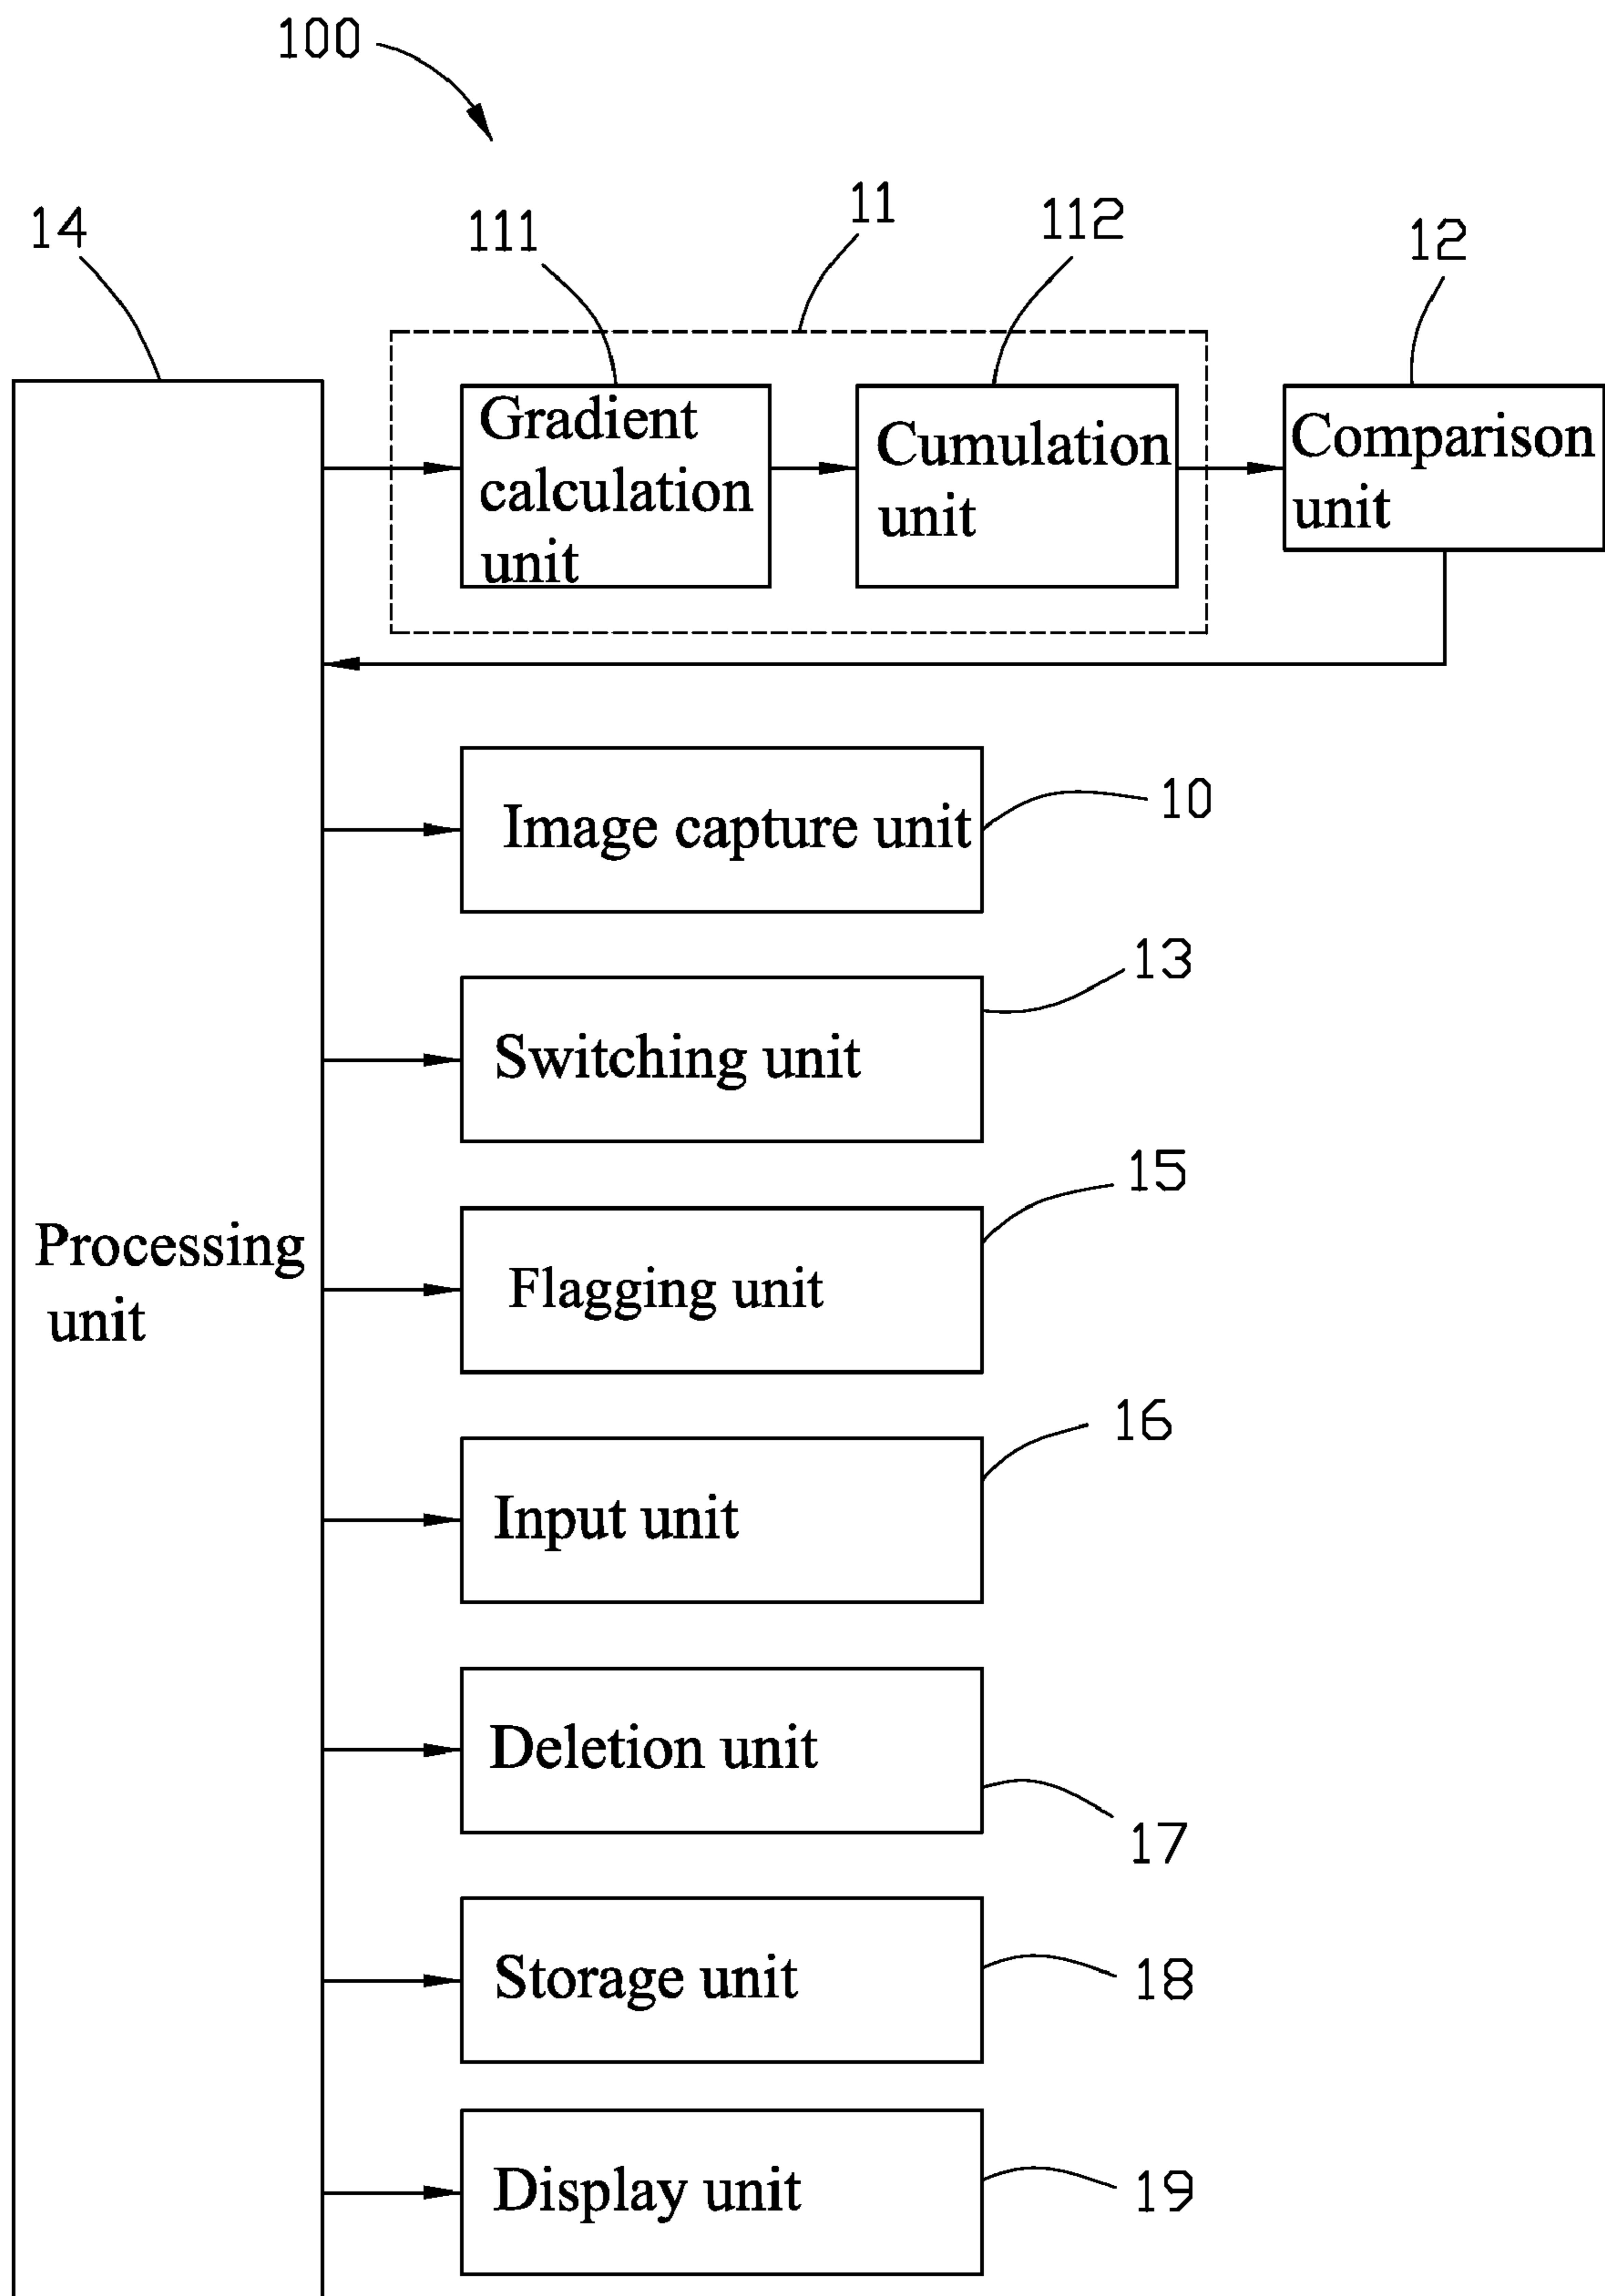 100
14
111
11
112
12
Gradient
calculation
unit
Cumulation
unit
Comparison
unit
Image capture unit
10
Switching unit
13
Processing
unit
Flagging unit
15
Input unit
16
Deletion unit
17
Storage unit
18
Display unit
19